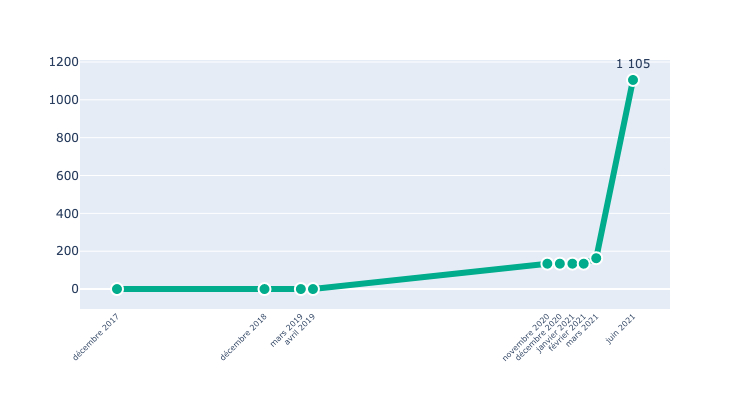 1200
1 105
1000
800
600
400
200
0
décembre 2017
décembre 2018
mars 2019
avril 2019
novembre 2020
décembre 2020
janvier 2021
février 2021
mars 2021
juin 2021